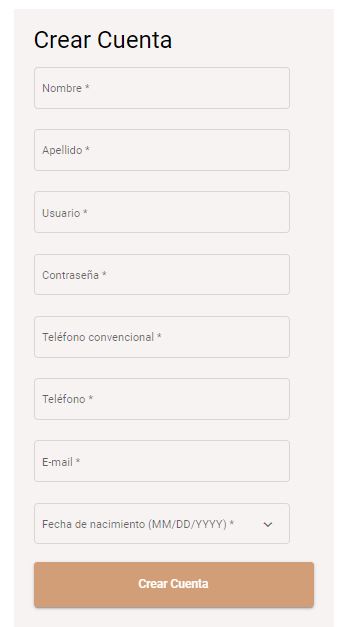 Crear Cuenta
Nombre *
Apellido *
Usuario *
Contraseña *
Teléfono convencional *
Teléfono *
E-mail *
Fecha de nacimiento (MM/DD/YYYY) *
Crear Cuenta